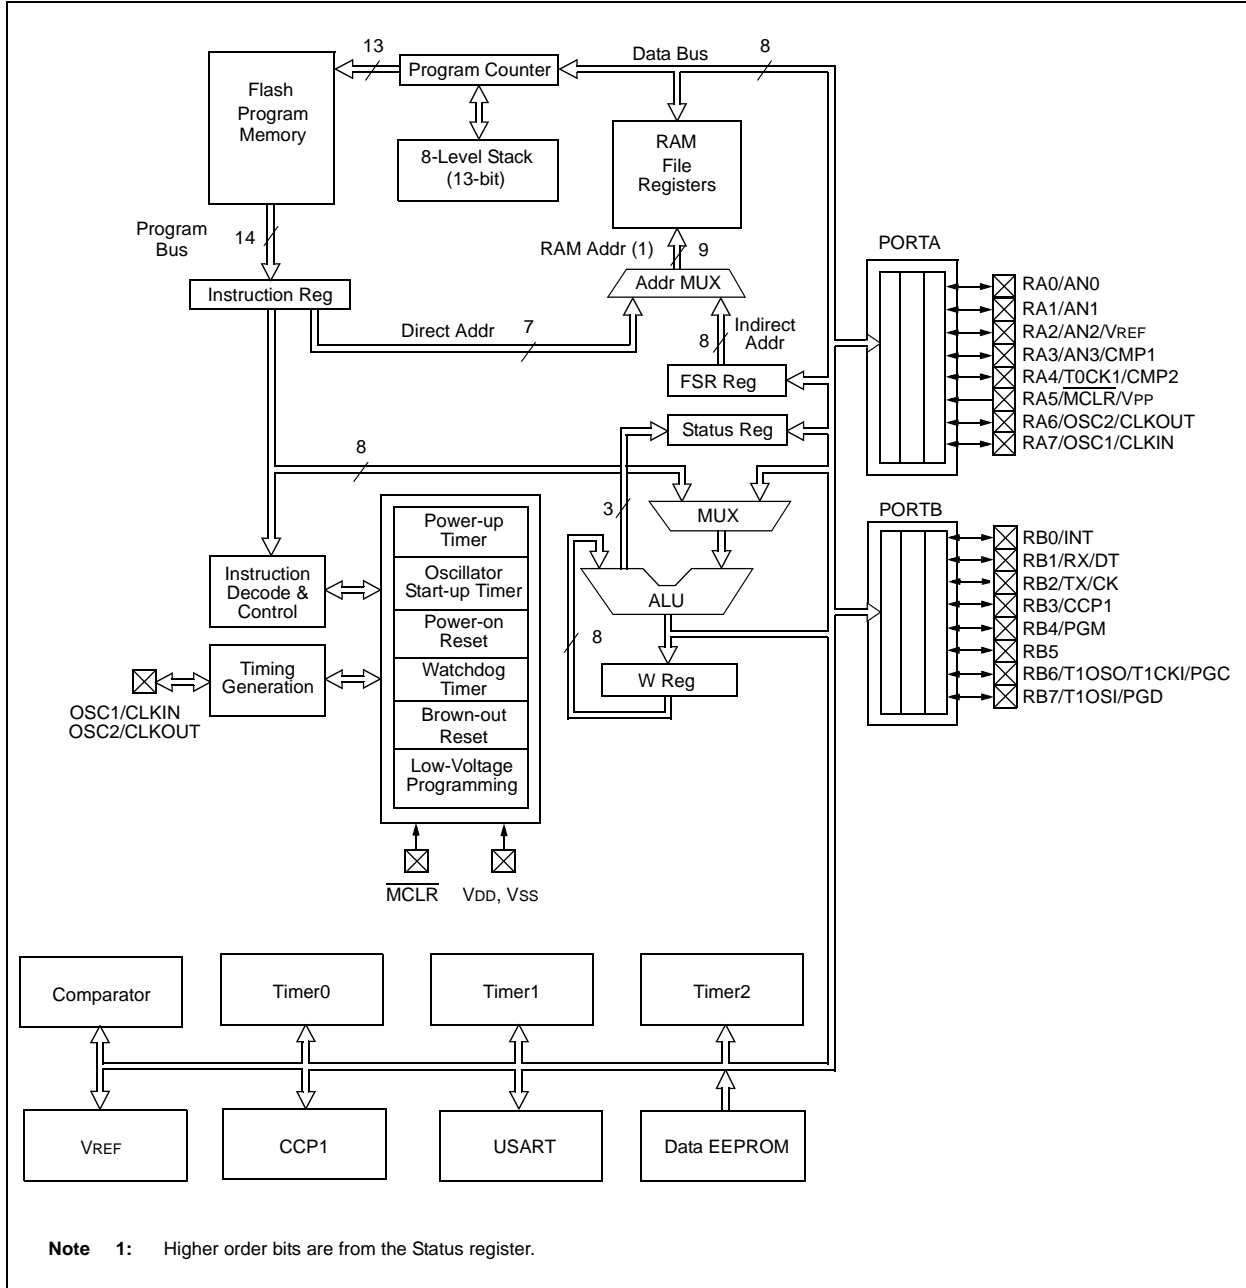 13
Data Bus
8
Program Counter
Flash
Program
Memory
8-Level Stack
(13-bit)
RAM
File
Registers
Program
Bus
14
RAM Addr (1)
9
Addr MUX
Instruction Reg
Direct Addr
7
8
Indirect
Addr
FSR Reg
Status Reg
8
3
MUX
ALU
8
W Reg
Instruction
Decode &
Control
Timing
Generation
OSC1/CLKIN
OSC2/CLKOUT
Power-up
Timer
Oscillator
Start-up Timer
Power-on
Reset
Watchdog
Timer
Brown-out
Reset
Low-Voltage
Programming
MCLR
VDD, VSS
PORTA
RA0/AN0
RA1/AN1
RA2/AN2/VREF
RA3/AN3/CMP1
RA4/T0CK1/CMP2
RA5/MCLR/VPP
RA6/OSC2/CLKOUT
RA7/OSC1/CLKIN
PORTB
RB0/INT
RB1/RX/DT
RB2/TX/CK
RB3/CCP1
RB4/PGM
RB5
RB6/T1OSO/T1CKI/PGC
RB7/T1OSI/PGD
Comparator
Timer0
Timer1
Timer2
VREF
CCP1
USART
Data EEPROM
Note 1: Higher order bits are from the Status register.